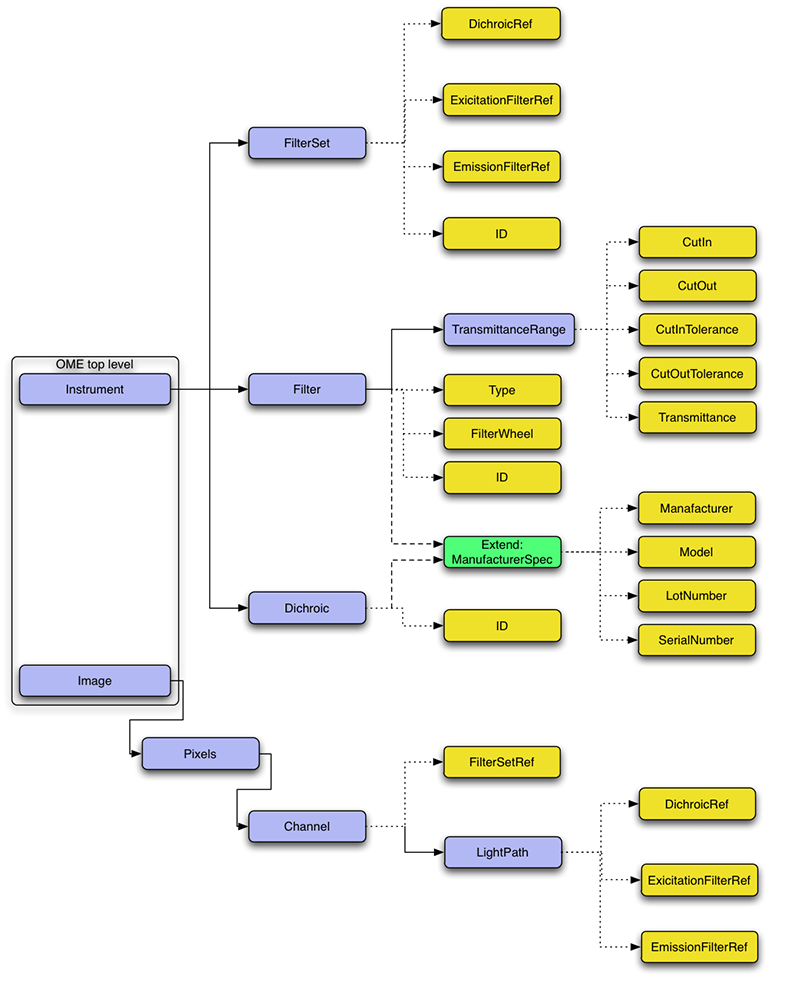 DichroicRef
ExicitationFilterRef
FilterSet
EmissionFilterRef
ID
CutIn
CutOut
TransmittanceRange
CutInTolerance
OME top level
Instrument
Filter
Type
CutOutTolerance
FilterWheel
Transmittance
ID
Manafacturer
Extend:
ManufacturerSpec
Model
Dichroic
LotNumber
ID
SerialNumber
Image
Pixels
FilterSetRef
DichroicRef
Channel
LightPath
ExicitationFilterRef
EmissionFilterRef